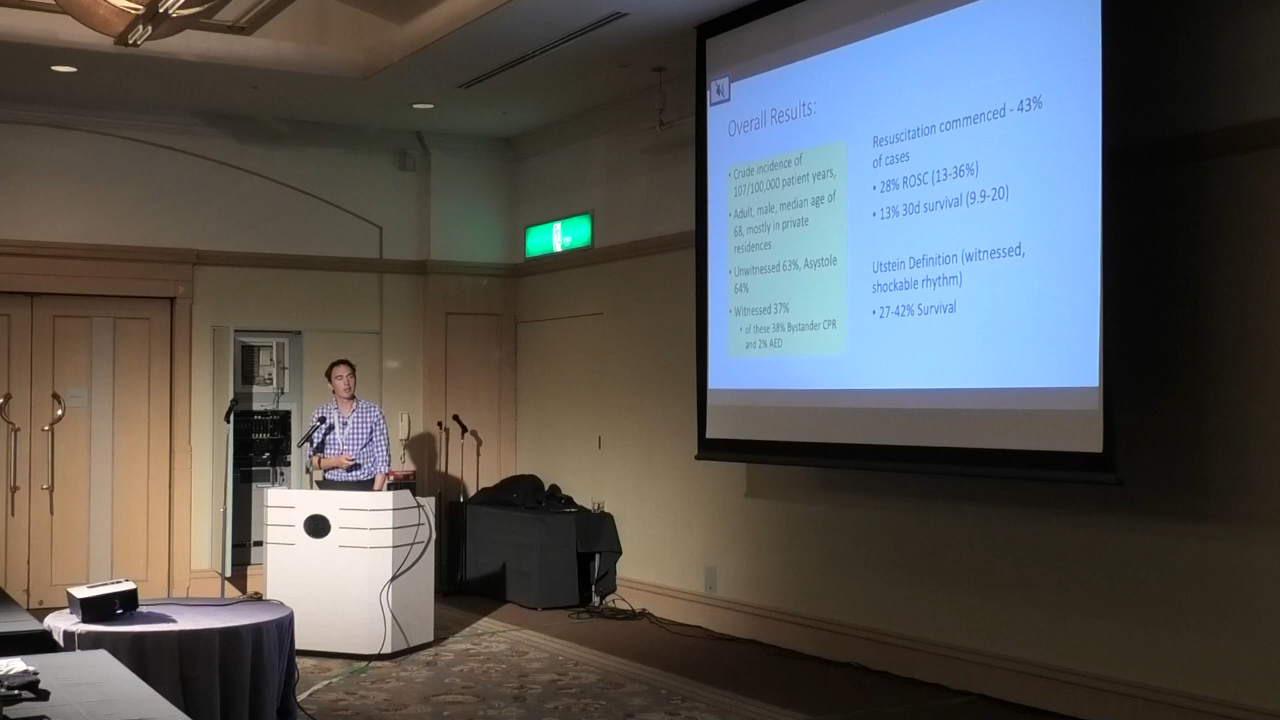 Overall Results:
• Crude incidence of
107/100,000 patient years,
• Adult, male, median age of
68, mostly in private
residences
• Unwitnessed 63%, Asystole
64%
• Witnessed 37%
• of these 38% Bystander CPR
and 2% AED
Resuscitation commenced - 43%
of cases
• 28% ROSC (13-36%)
• 13% 30d survival (9.9-20)
Utstein Definition (witnessed,
shockable rhythm)
• 27-42% Survival